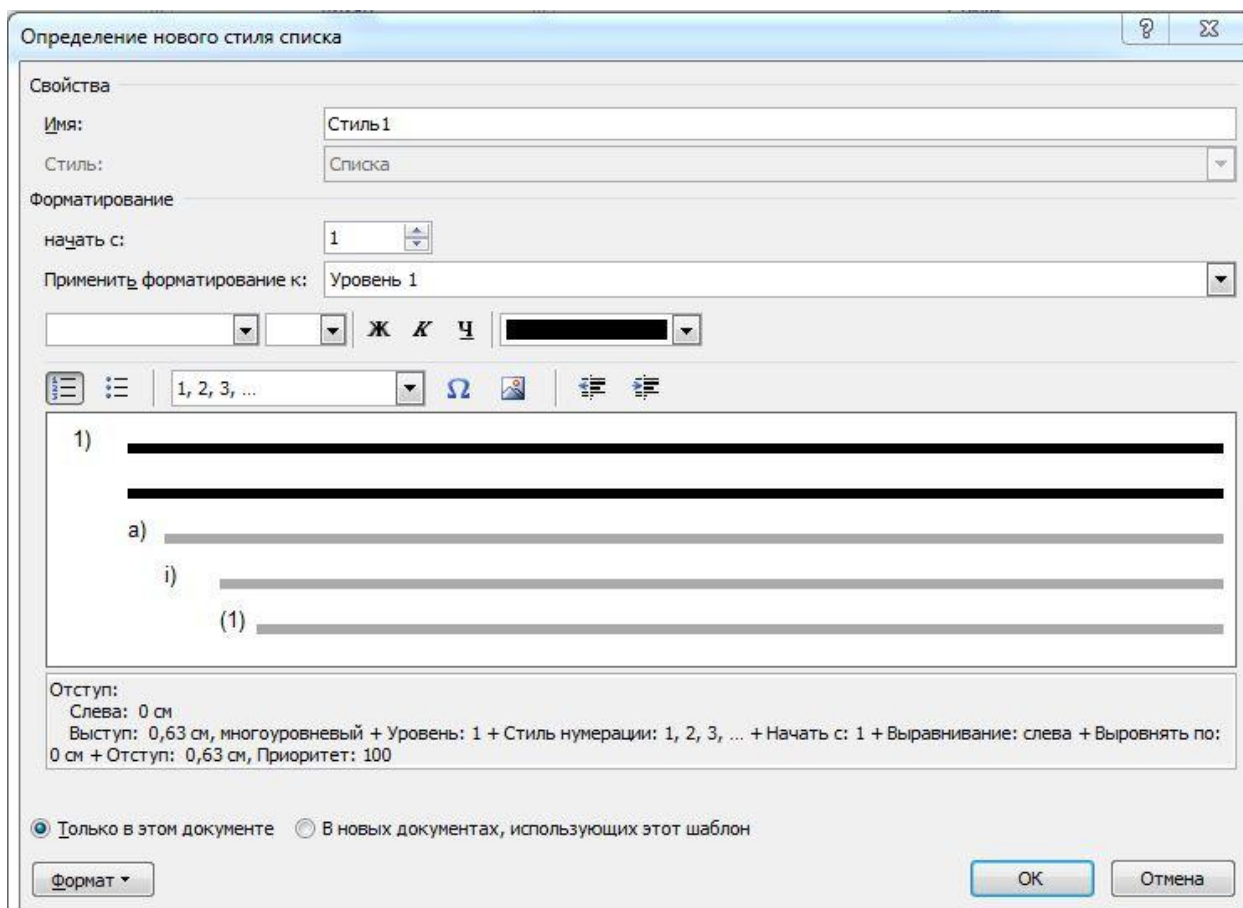 Определение нового стиля списка
Свойства
Имя: Стиль1
Стиль: Списка
Форматирование
начать с: 1
Применить форматирование к: Уровень 1
Ж К Ч
1, 2, 3, ... Ω
1)
a)
i)
(1)
Отступ:
Слева: 0 см
Выступ: 0,63 см, многоуровневый + Уровень: 1 + Стиль нумерации: 1, 2, 3, ... + Начать с: 1 + Выравнивание: слева + Выровнять по:
0 см + Отступ: 0,63 см, Приоритет: 100
Только в этом документе В новых документах, использующих этот шаблон
Формат ОК Отмена